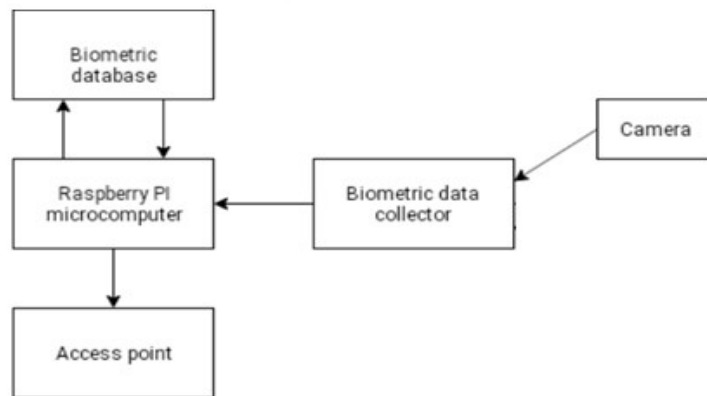 Biometric
database
Camera
Raspberry PI
microcomputer
Biometric data
collector
Access point